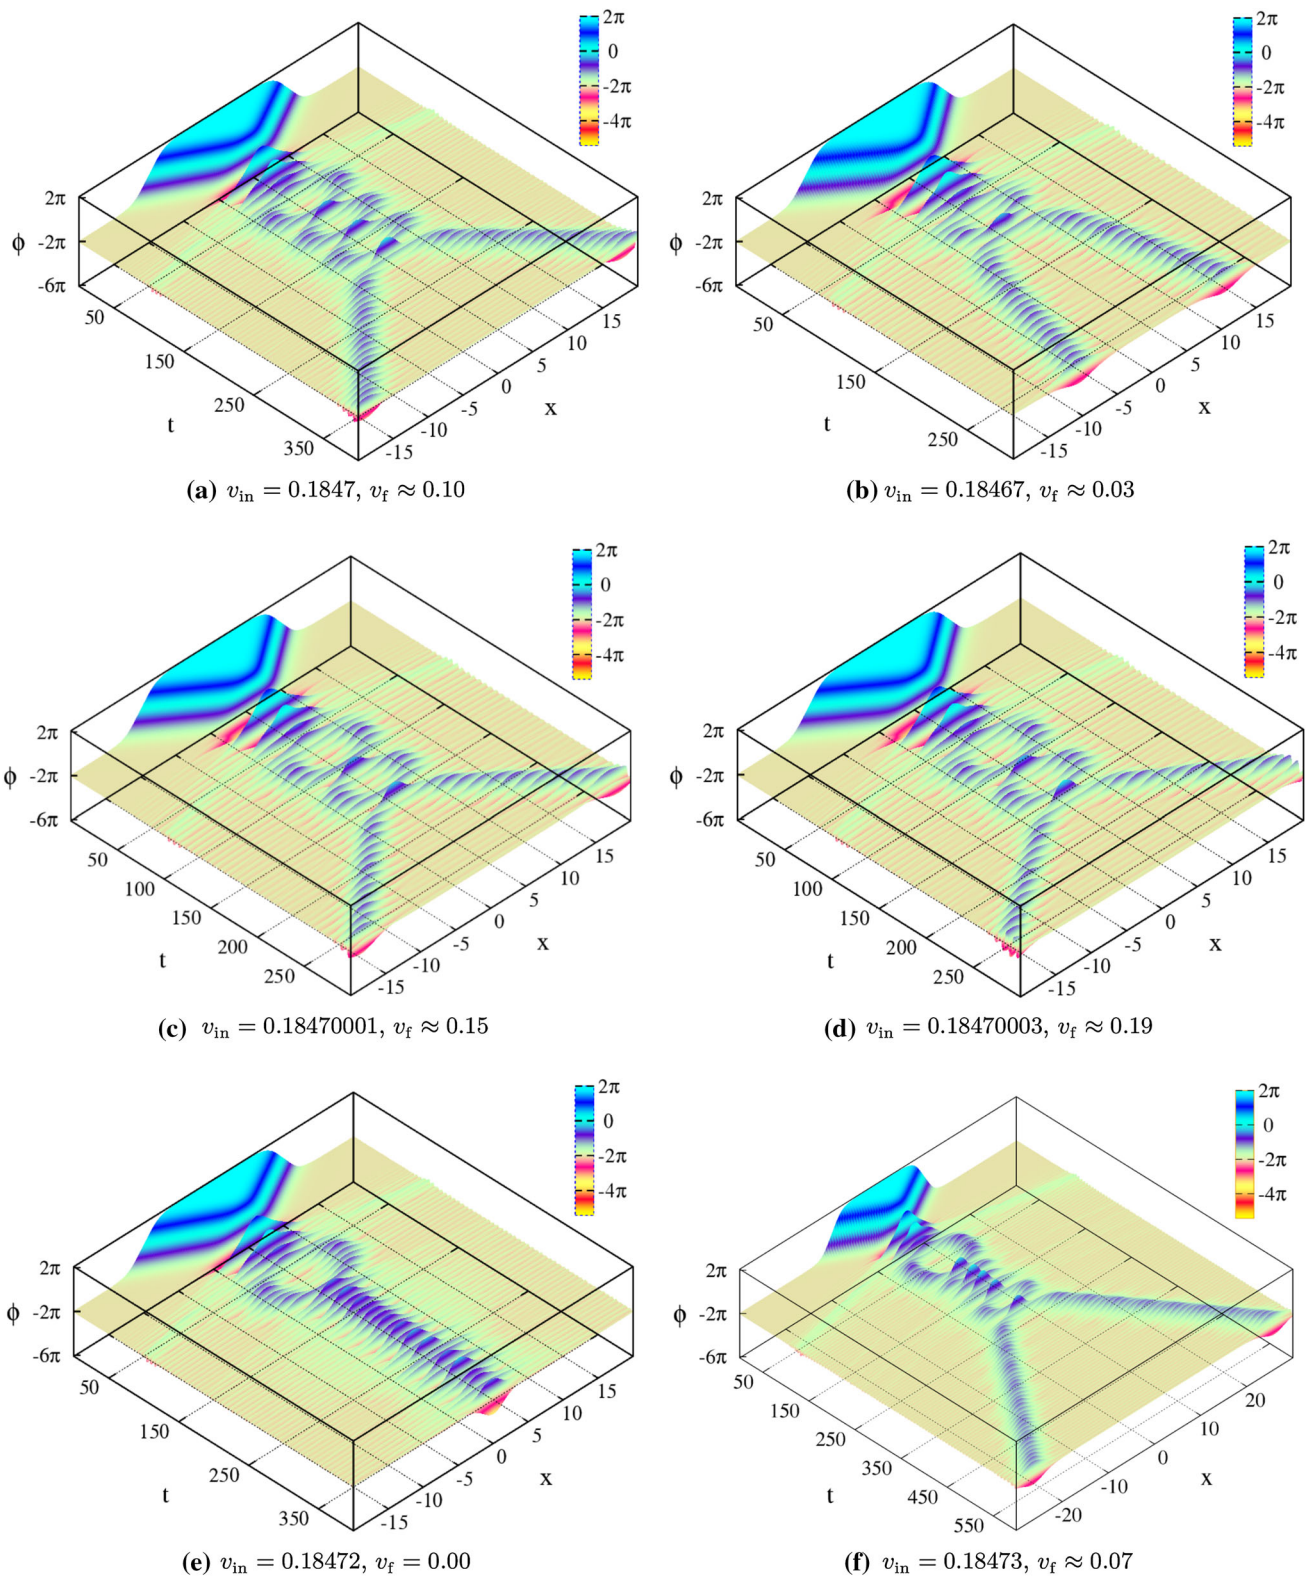 2π
0
-2π
-4π
2π
ϕ -2π
-6π
50
150
250
350
t
-15
-10
-5
0
5
10
15
x
(a) v_in = 0.1847, v_f ≈ 0.10
2π
0
-2π
-4π
2π
ϕ -2π
-6π
50
150
250
t
-15
-10
-5
0
5
10
15
x
(b) v_in = 0.18467, v_f ≈ 0.03
2π
0
-2π
-4π
2π
ϕ -2π
-6π
50
100
150
200
250
t
-15
-10
-5
0
5
10
15
x
(c) v_in = 0.18470001, v_f ≈ 0.15
2π
0
-2π
-4π
2π
ϕ -2π
-6π
50
100
150
200
250
t
-15
-10
-5
0
5
10
15
x
(d) v_in = 0.18470003, v_f ≈ 0.19
2π
0
-2π
-4π
2π
ϕ -2π
-6π
50
150
250
350
t
-15
-10
-5
0
5
10
15
x
(e) v_in = 0.18472, v_f = 0.00
2π
0
-2π
-4π
2π
ϕ -2π
-6π
50
150
250
350
450
550
t
-20
-10
0
10
20
x
(f) v_in = 0.18473, v_f ≈ 0.07